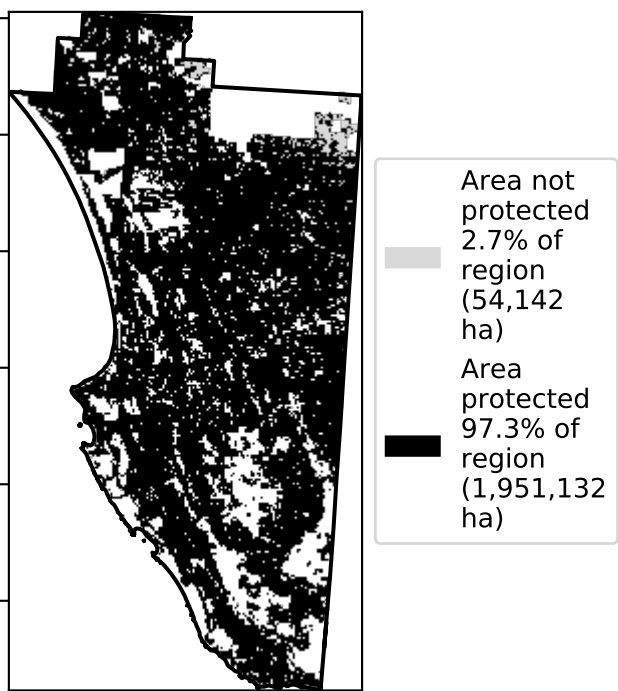 Area not
protected
2.7% of
region
(54,142
ha)
Area
protected
97.3% of
region
(1,951,132
ha)